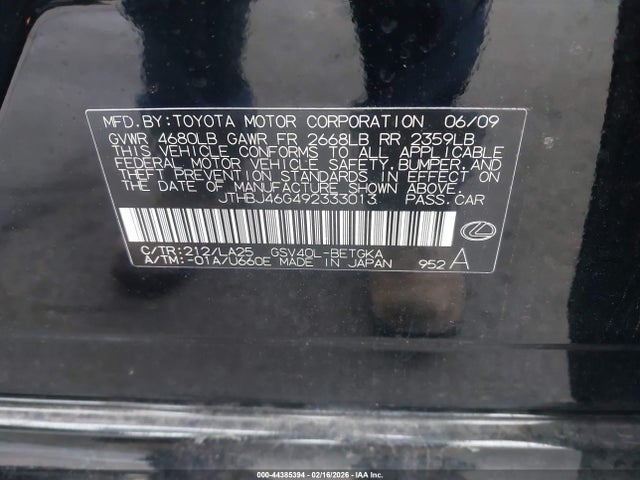 MFD. BY: TOYOTA MOTOR CORPORATION 06/09
GVWR 4680LB GAWR FR 2668LB RR 2359LB
THIS VEHICLE CONFORMS TO ALL APPLICABLE
FEDERAL MOTOR VEHICLE SAFETY, BUMPER, AND
THEFT PREVENTION STANDARDS IN EFFECT ON
THE DATE OF MANUFACTURE SHOWN ABOVE.
JTHBJ46G492333013 PASS. CAR
C/TR: 212/LA25 GSV40L-BETGKA
A/TM: -01A/U660E MADE IN JAPAN 952A
000-44385394 - 02/16/2026 - IAA Inc.